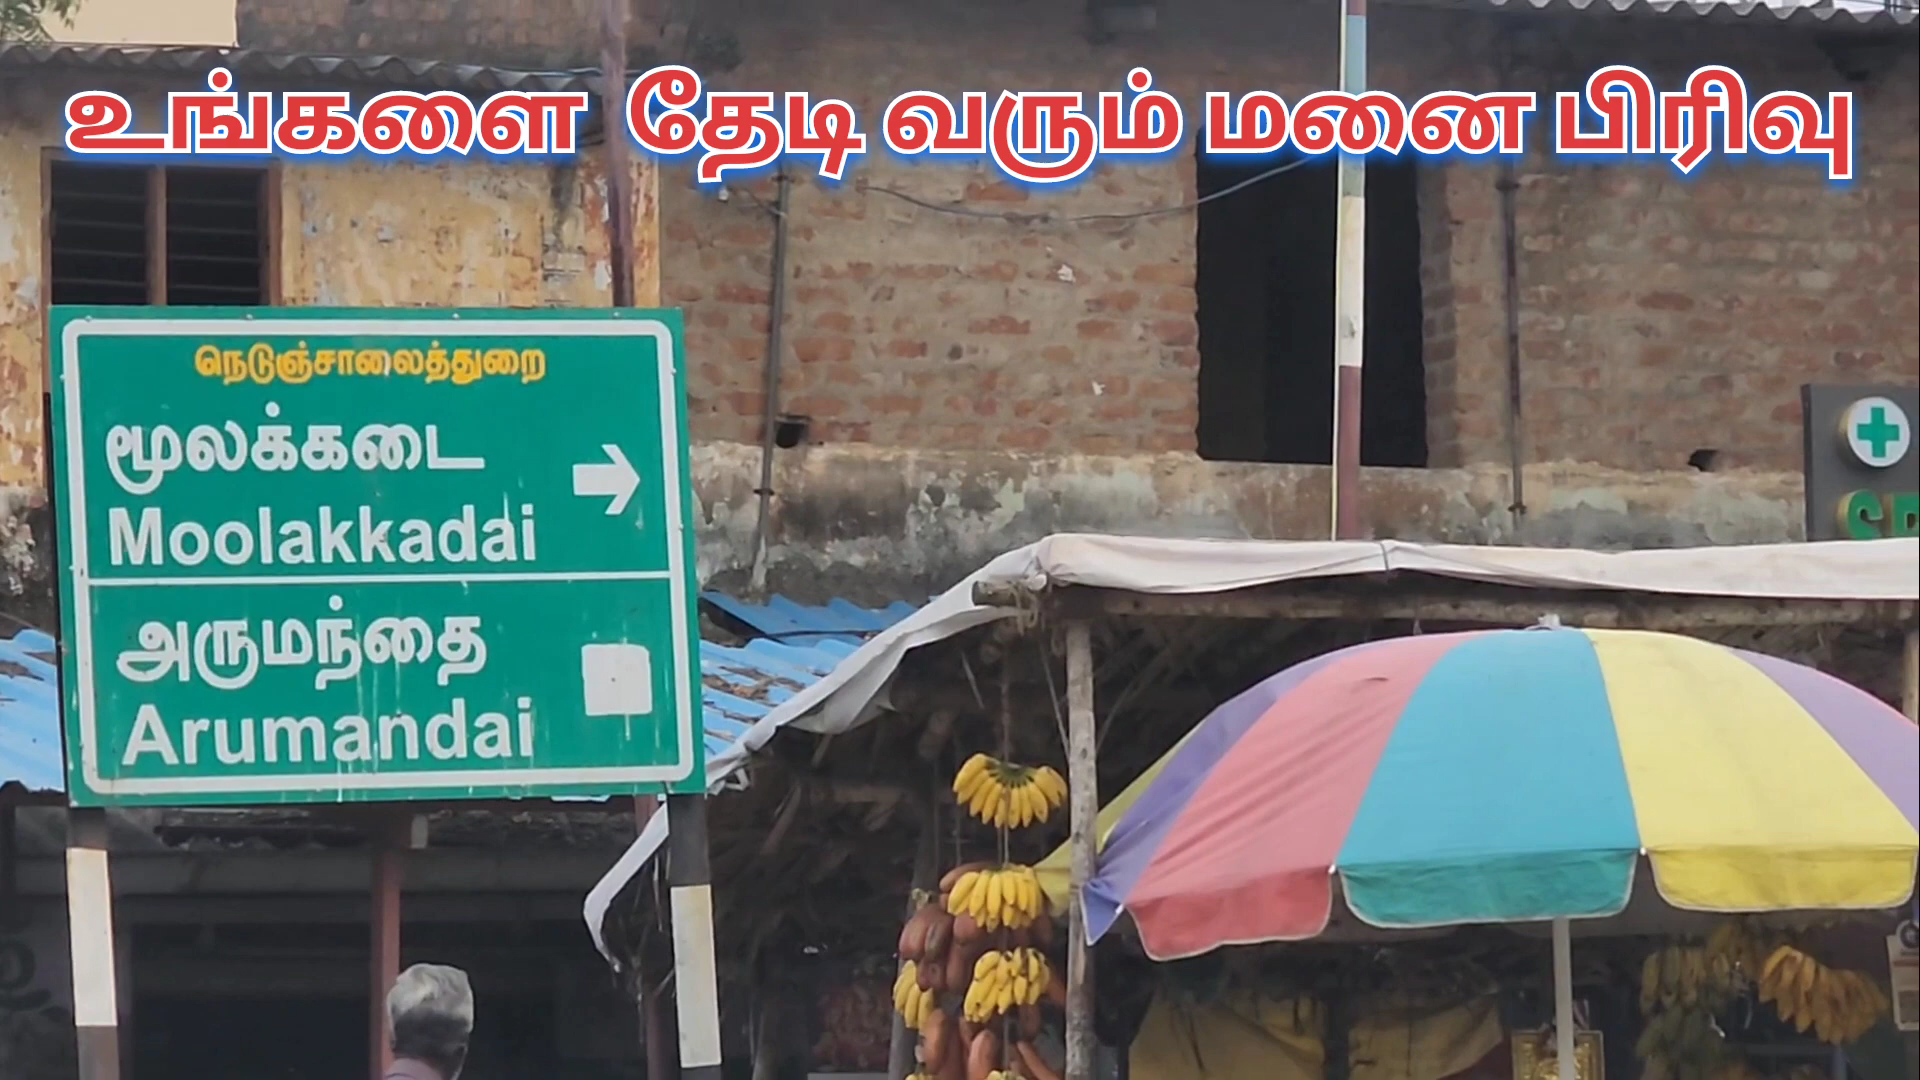 உங்களை தேடி வரும் மனை பிரிவு
நெடுஞ்சாலைத்துறை
மூலக்கடை
Moolakkadai
அருமந்தை
Arumandai